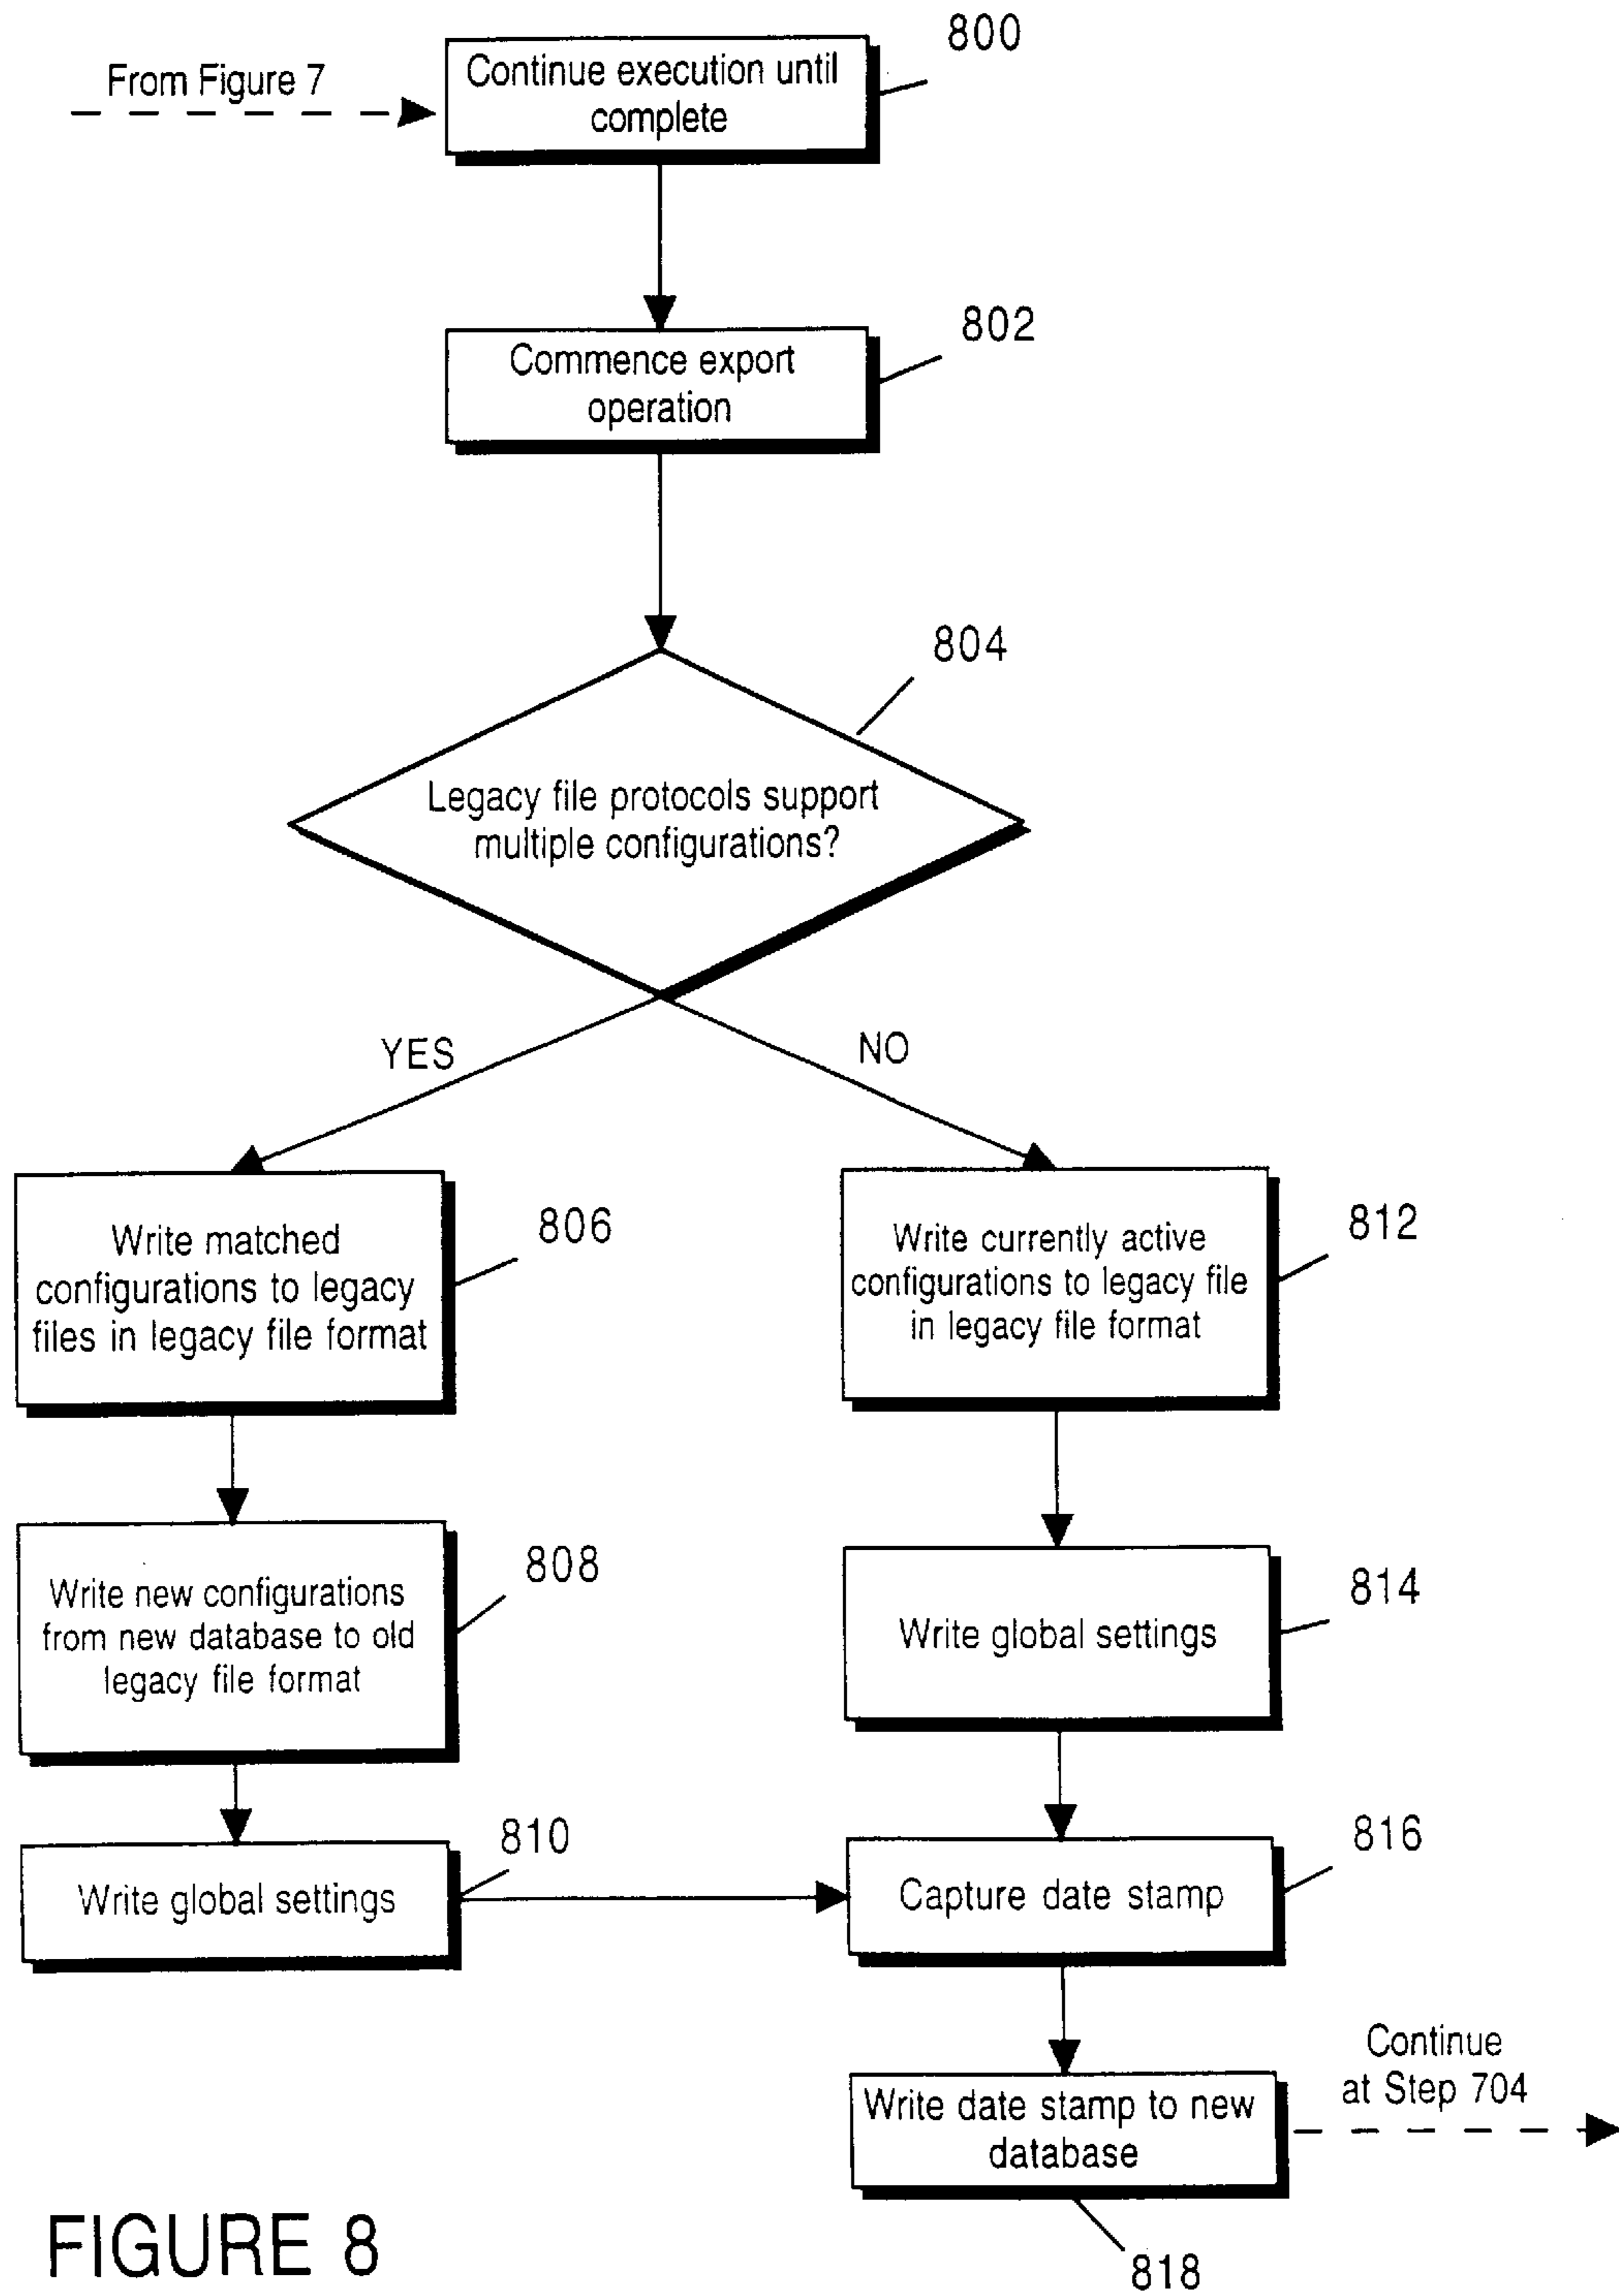 800
From Figure 7
Continue execution until
complete
802
Commence export
operation
804
Legacy file protocols support
multiple configurations?
YES
NO
806
Write matched
configurations to legacy
files in legacy file format
812
Write currently active
configurations to legacy file
in legacy file format
808
Write new configurations
from new database to old
legacy file format
814
Write global settings
810
Write global settings
816
Capture date stamp
Continue
at Step 704
Write date stamp to new
database
818
FIGURE 8